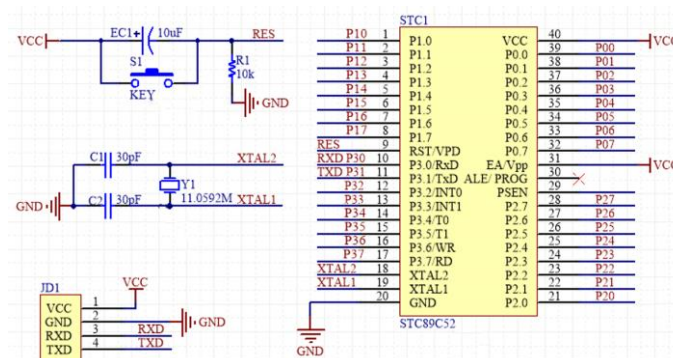 VCC
EC1+
10uF
RES
S1
KEY
R1
10k
GND
C1
30pF
XTAL2
Y1
11.0592M
GND
C2
30pF
XTAL1
JD1
VCC
VCC 1
GND 2
GND
RXD 3 RXD
TXD 4 TXD
STC1
P10 1 P1.0 VCC 40 VCC
P11 2 P1.1 P0.0 39 P00
P12 3 P1.2 P0.1 38 P01
P13 4 P1.3 P0.2 37 P02
P14 5 P1.4 P0.3 36 P03
P15 6 P1.5 P0.4 35 P04
P16 7 P1.6 P0.5 34 P05
P17 8 P1.7 P0.6 33 P06
RES 9 RST/VPD P0.7 32 P07
RXD P30 10 P3.0/RxD EA/Vpp 31 VCC
TXD P31 11 P3.1/TxD ALE/ PROG 30
P32 12 P3.2/INT0 PSEN 29
P33 13 P3.3/INT1 P2.7 28 P27
P34 14 P3.4/T0 P2.6 27 P26
P35 15 P3.5/T1 P2.5 26 P25
P36 16 P3.6/WR P2.4 25 P24
P37 17 P3.7/RD P2.3 24 P23
XTAL2 18 XTAL2 P2.2 23 P22
XTAL1 19 XTAL1 P2.1 22 P21
20 GND P2.0 21 P20
STC89C52
GND